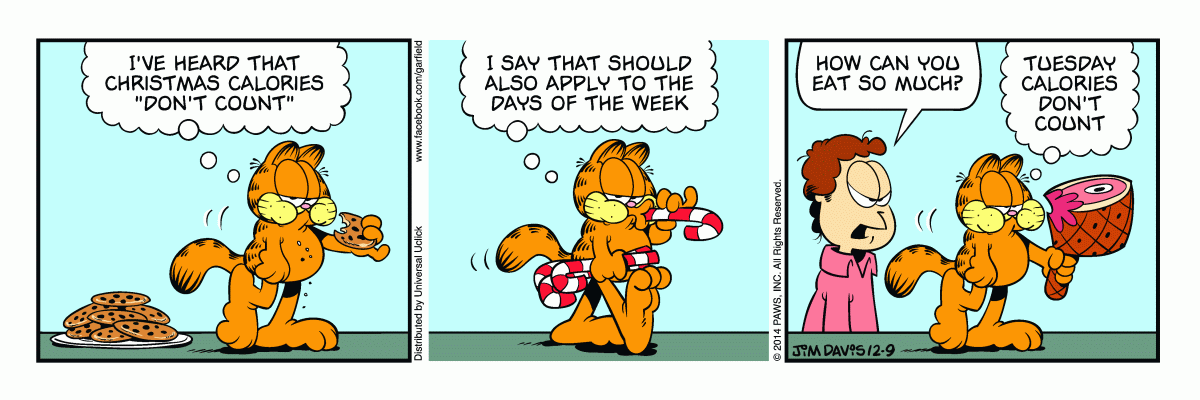 I'VE HEARD THAT
CHRISTMAS CALORIES
"DON'T COUNT"
www.facebook.com/garfield
Distributed by Universal Uclick
I SAY THAT SHOULD
ALSO APPLY TO THE
DAYS OF THE WEEK
© 2014 PAWS, INC. All Rights Reserved.
HOW CAN YOU
EAT SO MUCH?
TUESDAY
CALORIES
DON'T
COUNT
JIM DAVIS 12-9